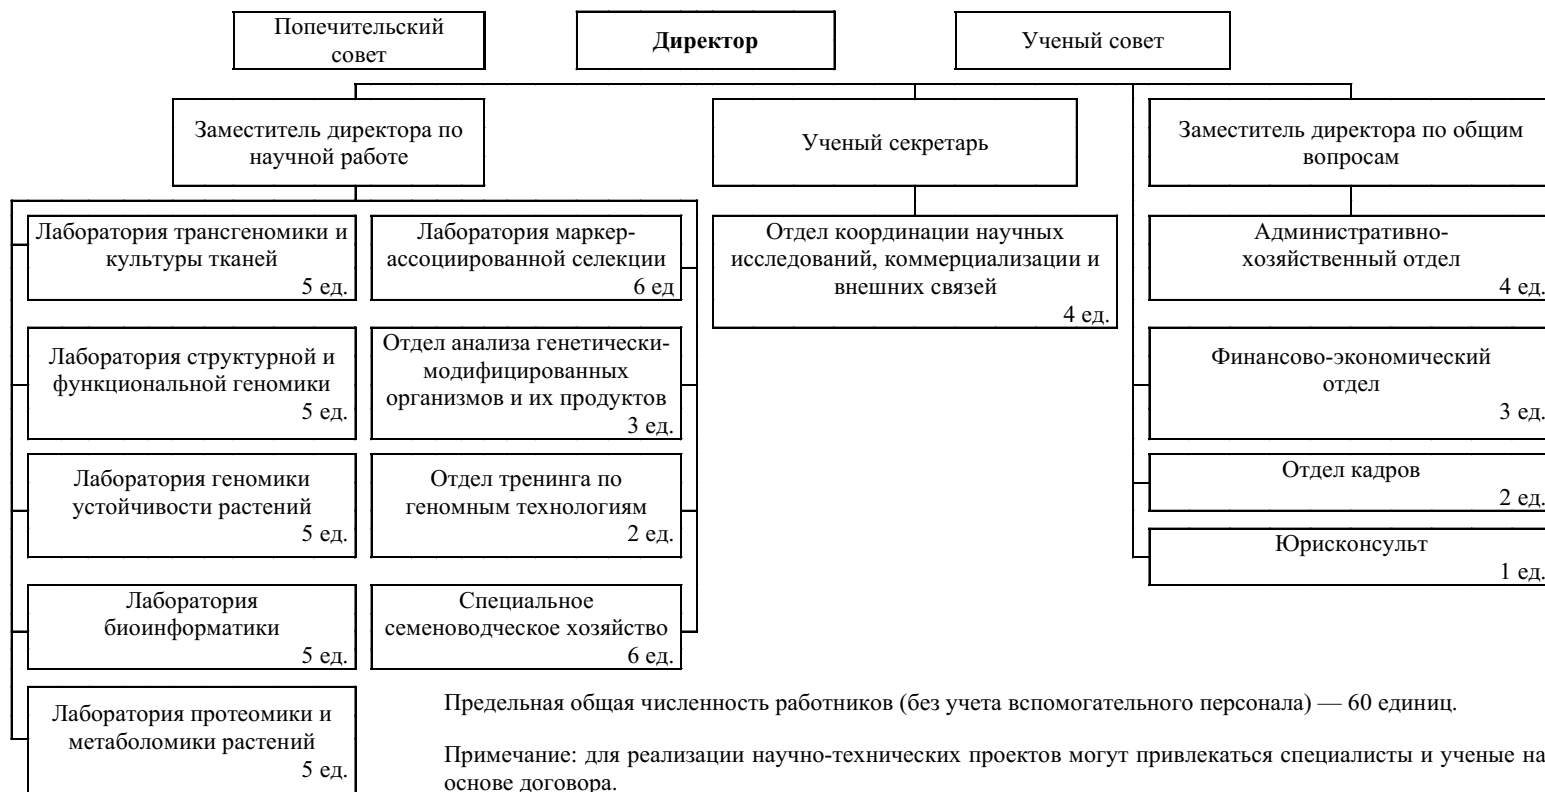 Попечительский
совет
Директор
Ученый совет
Заместитель директора по
научной работе
Ученый секретарь
Заместитель директора по общим
вопросам
Лаборатория трансгеномики и
культуры тканей
5 ед.
Лаборатория маркер-
ассоциированной селекции
6 ед
Отдел координации научных
исследований, коммерциализации и
внешних связей
4 ед.
Административно-
хозяйственный отдел
4 ед.
Лаборатория структурной и
функциональной геномики
5 ед.
Отдел анализа генетически-
модифицированных
организмов и их продуктов
3 ед.
Финансово-экономический
отдел
3 ед.
Лаборатория геномики
устойчивости растений
5 ед.
Отдел тренинга по
геномным технологиям
2 ед.
Отдел кадров
2 ед.
Юрисконсульт
1 ед.
Лаборатория
биоинформатики
5 ед.
Специальное
семеноводческое хозяйство
6 ед.
Лаборатория протеомики и
метаболомики растений
5 ед.
Предельная общая численность работников (без учета вспомогательного персонала) — 60 единиц.
Примечание: для реализации научно-технических проектов могут привлекаться специалисты и ученые на
основе договора.